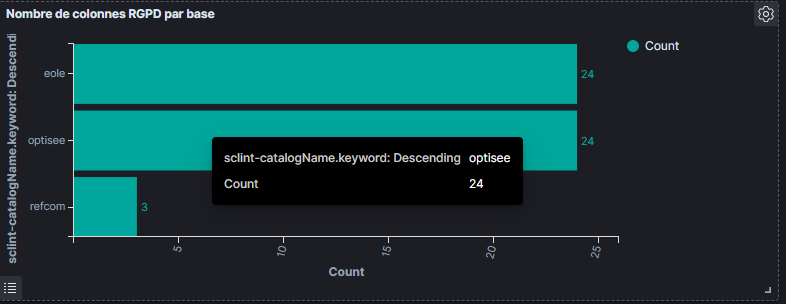 Nombre de colonnes RGPD par base
Count
sclint-catalogName.keyword: Descendi
eole
24
optisee
24
sclint-catalogName.keyword: Descending optisee
Count 24
refcom
3
5
10
15
20
25
Count